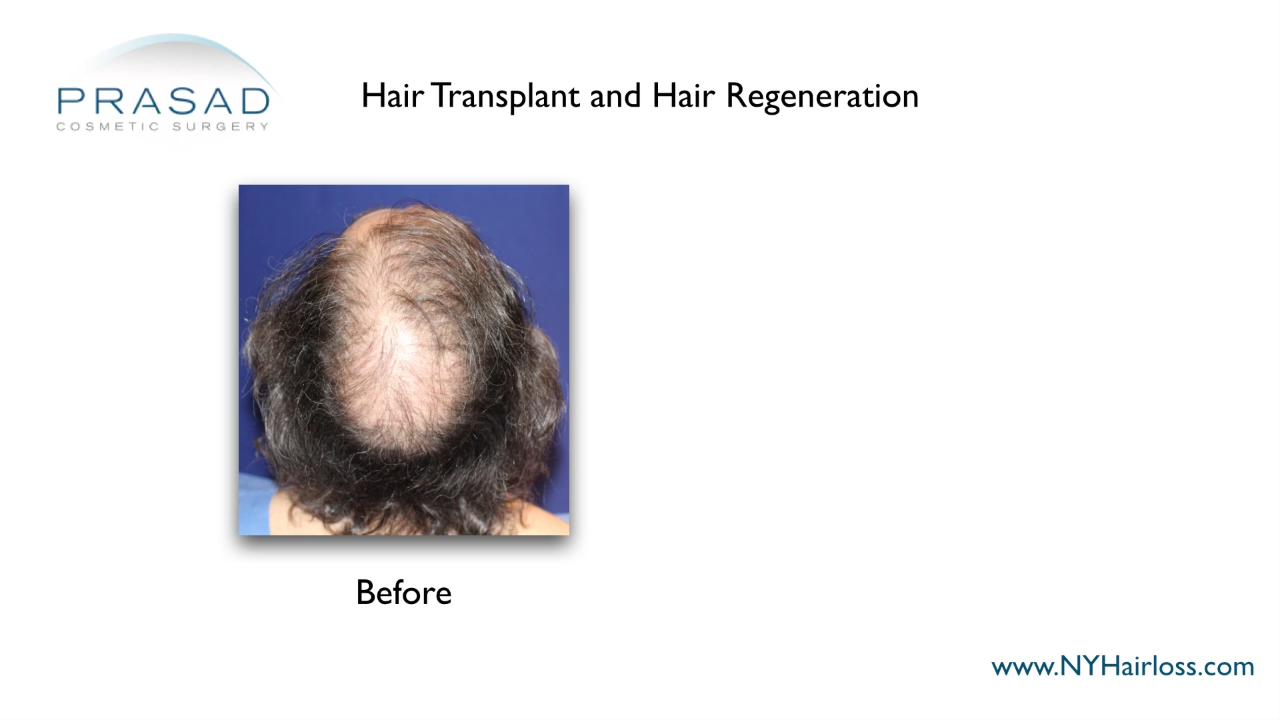 PRASAD
COSMETIC SURGERY
Hair Transplant and Hair Regeneration
Before
www.NYHairloss.com